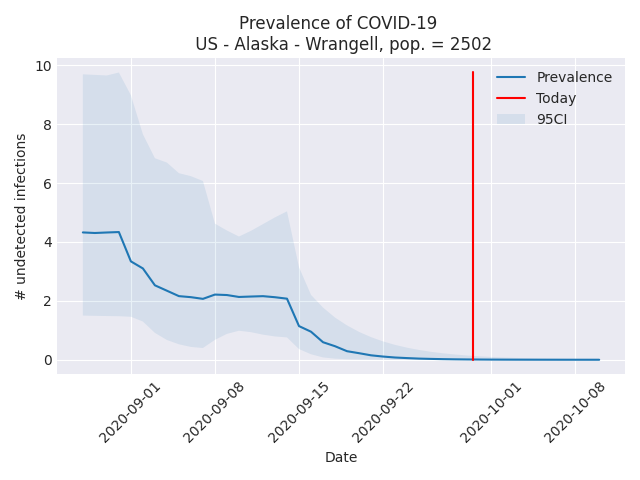 Prevalence of COVID-19
US - Alaska - Wrangell, pop. = 2502
10
8
6
4
2
0
# undetected infections
Prevalence
Today
95CI
2020-09-01
2020-09-08
2020-09-15
2020-09-22
2020-10-01
2020-10-08
Date